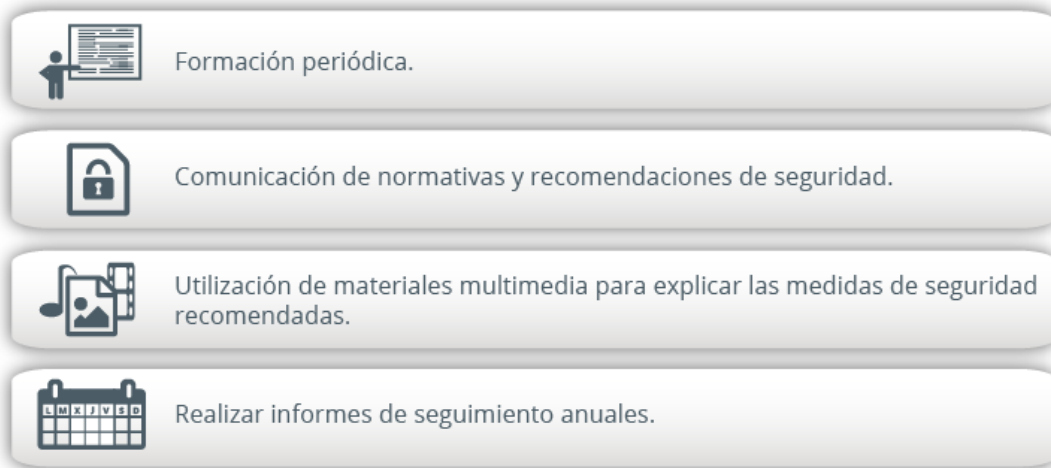 Formación periódica.
Comunicación de normativas y recomendaciones de seguridad.
Utilización de materiales multimedia para explicar las medidas de seguridad
recomendadas.
L M X J V S D
Realizar informes de seguimiento anuales.